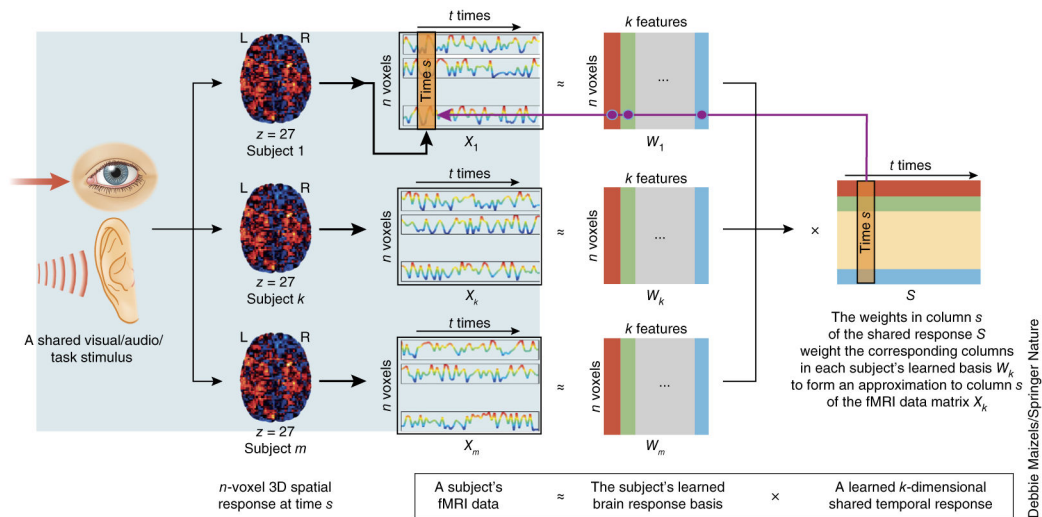 L R
z = 27
Subject 1
t times
n voxels
Time s
X1
≈
k features
n voxels
...
W1
A shared visual/audio/
task stimulus
L R
z = 27
Subject k
t times
n voxels
Xk
≈
k features
n voxels
...
Wk
×
t times
Time s
S
The weights in column s
of the shared response S
weight the corresponding columns
in each subject's learned basis Wk
to form an approximation to column s
of the fMRI data matrix Xk
L R
z = 27
Subject m
t times
n voxels
Xm
≈
k features
n voxels
...
Wm
n-voxel 3D spatial
response at time s
A subject's
fMRI data
≈
The subject's learned
brain response basis
×
A learned k-dimensional
shared temporal response
Debbie Maizels/Springer Nature